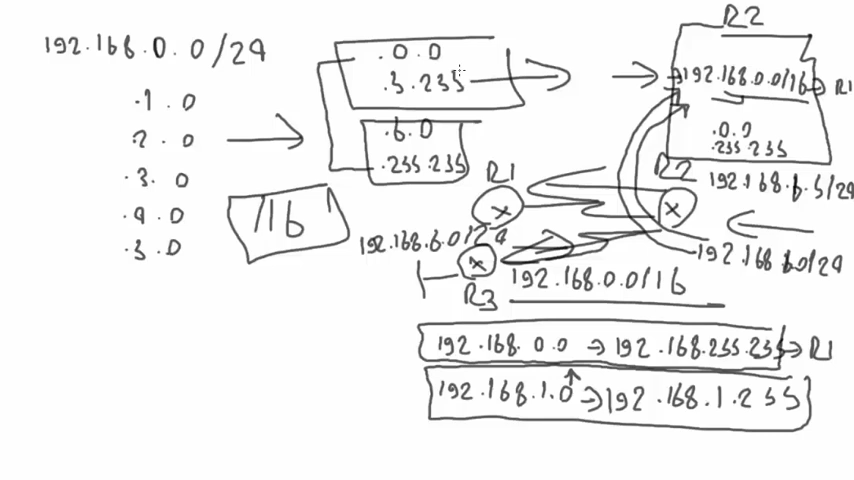 192.168.0.0/24
.1.0
.2.0
.3.0
.4.0
.5.0
/16
.0.0
.5.255
.6.0
.255.255
R2
192.168.0.0/16
R1
.0.0
.255.255
R1
R2
192.168.6.5/24
192.168.6.0/24
192.168.6.0/24
R3
192.168.0.0/16
192.168.0.0 → 192.168.255.255 → R1
192.168.1.0 → 192.168.1.255